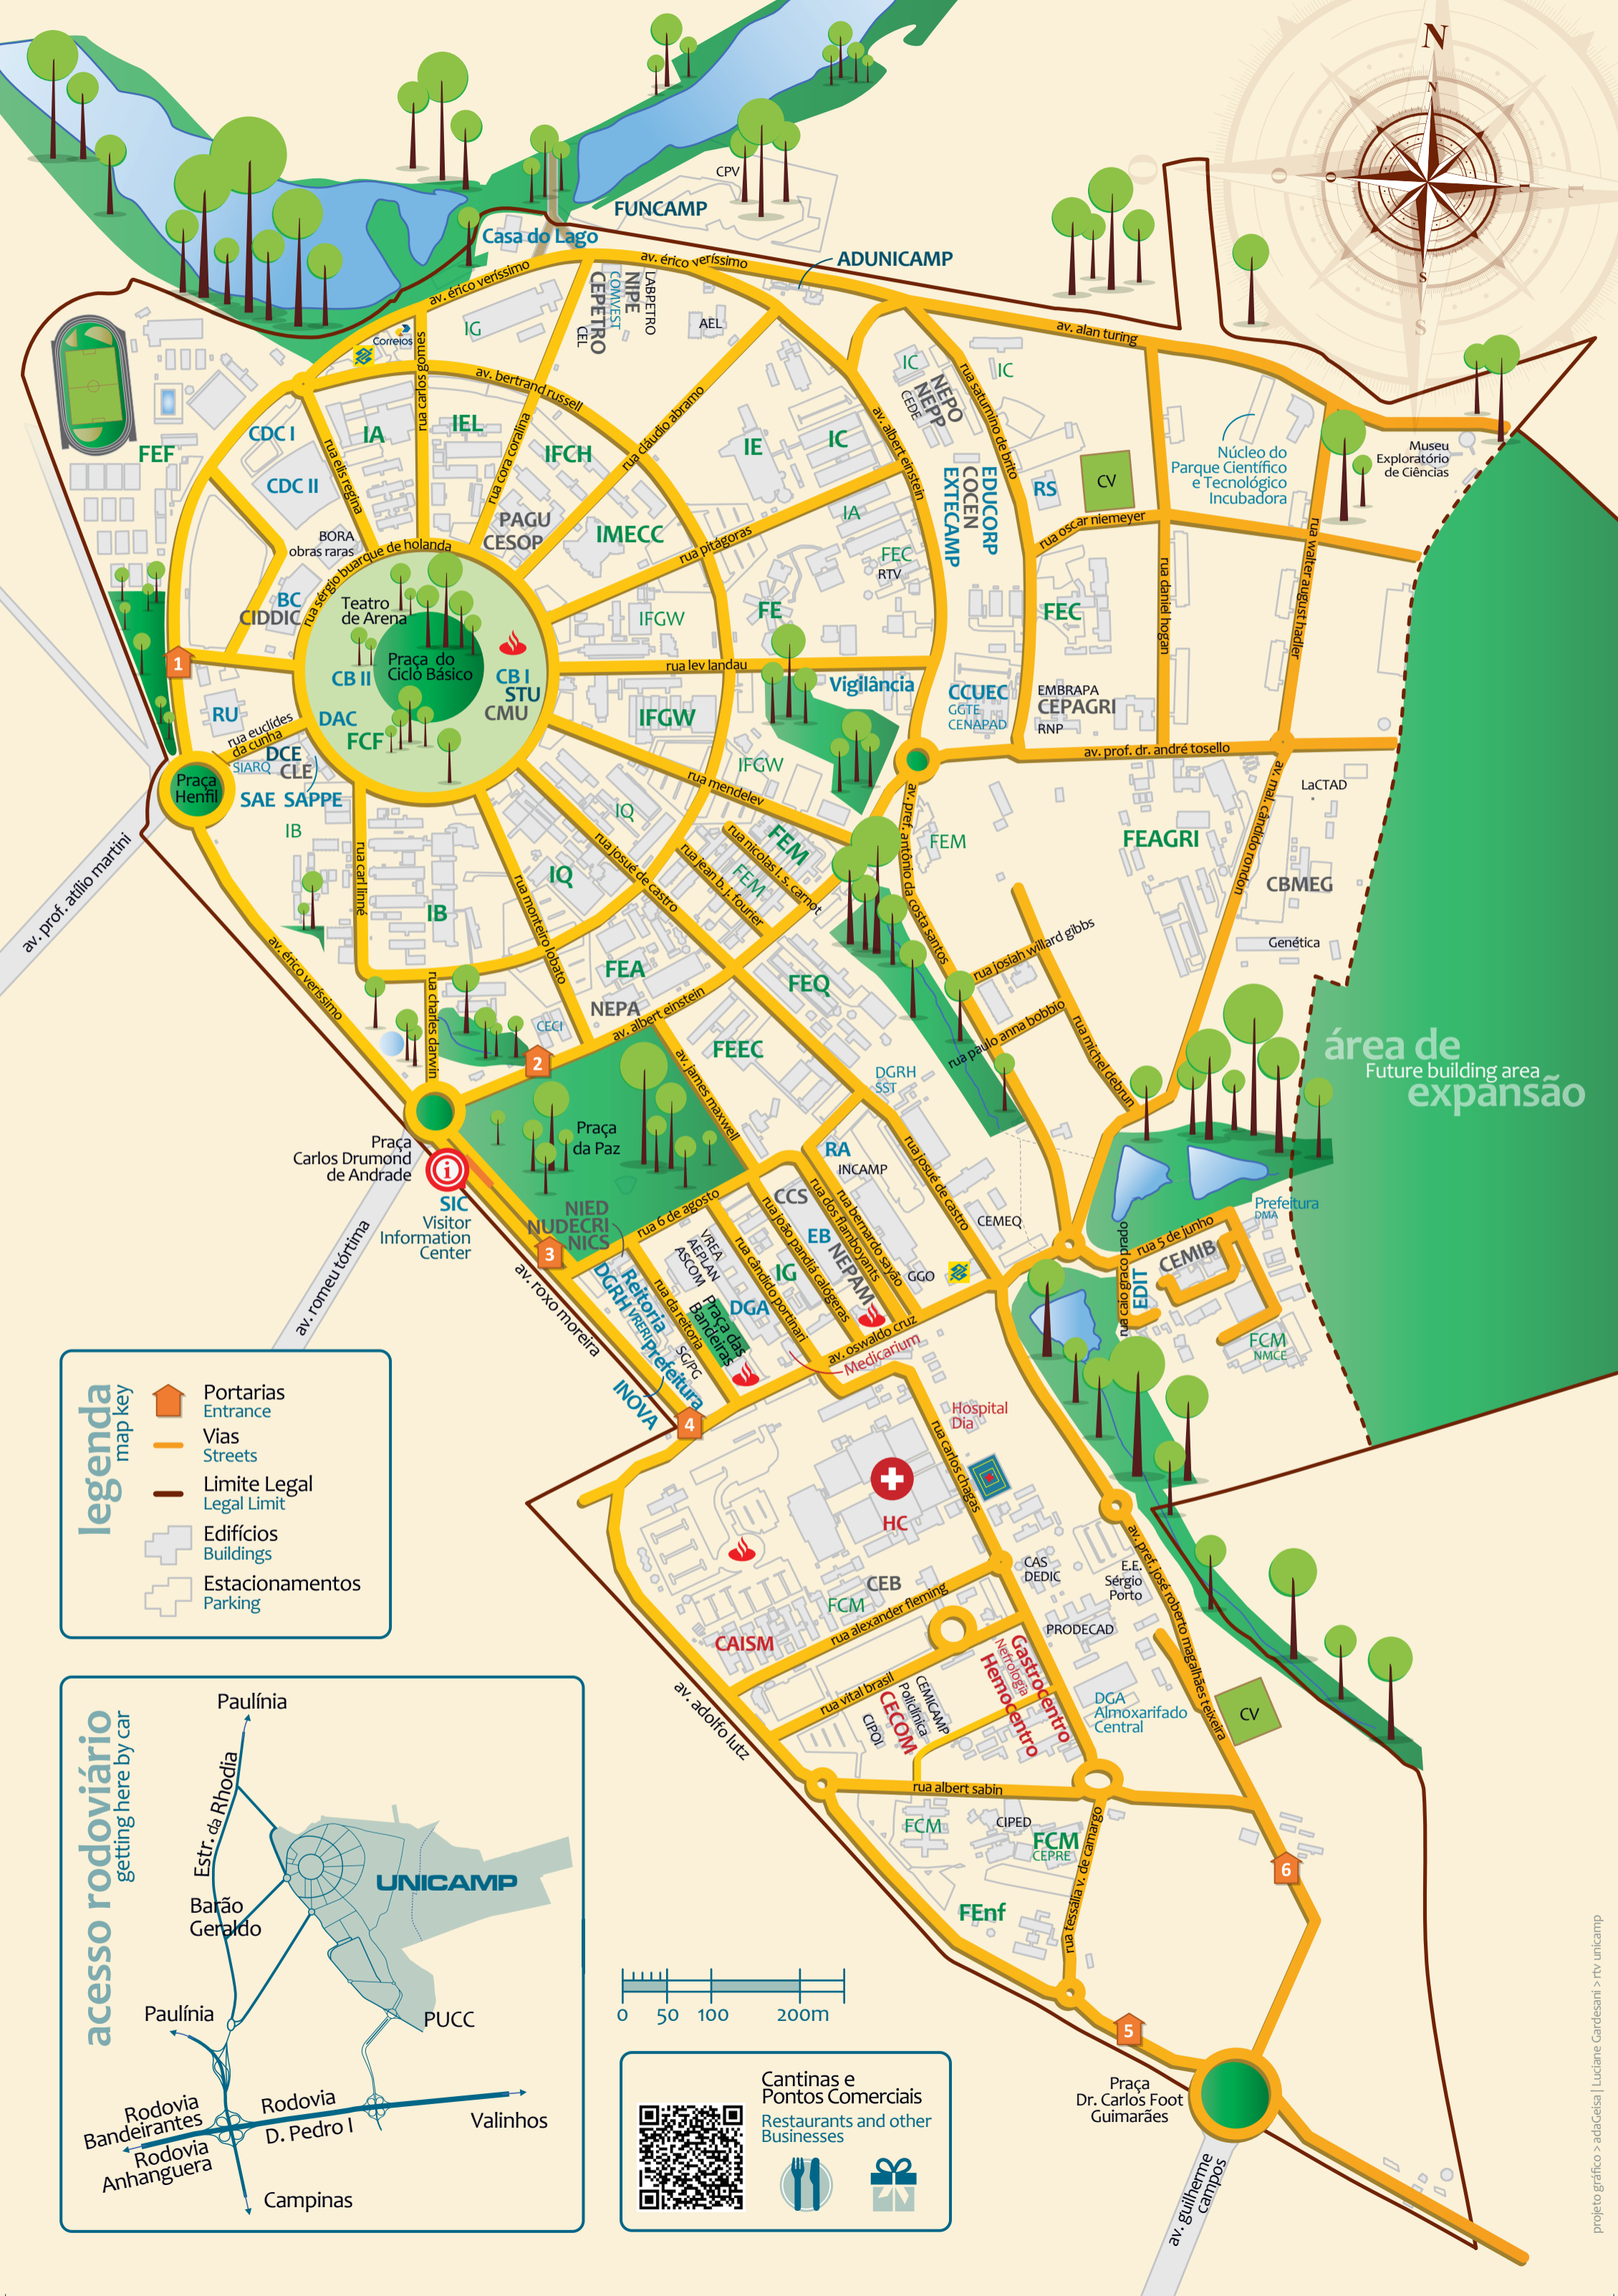 N
N
O
O
L
S
S
CPV
FUNCAMP
Casa do Lago
av. érico veríssimo
av. érico veríssimo
ADUNICAMP
av. alan turing
Correios
IG
CEPETRO
CEL
COMVEST
NIPE
LABPETRO
AEL
rua carlos gomes
av. bertrand russell
IC
IC
NEPO
NEPP
CEDE
rua saturnino de brito
FEF
CDC I
CDC II
IA
IEL
IFCH
rua elis regina
rua cora coralina
rua cláudio abramo
IE
IC
av. albert einstein
IA
FEC
RTV
EXTECAMP
COCEN
EDUCORP
RS
CV
rua oscar niemeyer
Núcleo do
Parque Científico
e Tecnológico
Incubadora
Museu
Exploratório
de Ciências
PAGU
CESOP
IMECC
rua pitágoras
BORA
obras raras
rua sérgio buarque de holanda
BC
CIDDIC
Teatro
de Arena
Praça do
Ciclo Básico
CB II
CB I
STU
CMU
DAC
FCF
IFGW
FE
FEC
rua daniel hogan
rua walter august hadler
1
RU
rua euclides
da cunha
DCE
SIARQ
CLE
SAE SAPPE
Praça
Henfil
rua lev landau
Vigilância
IFGW
IFGW
CCUEC
GGTE
CENAPAD
EMBRAPA
CEPAGRI
RNP
av. prof. dr. andré tosello
rua mendelev
LaCTAD
IB
IQ
IQ
IB
rua carl linné
rua josué de castro
rua monteiro lobato
FEM
FEM
FEM
rua nicolas l. s. carnot
rua jean b. j. fourier
av. pref. antônio da costa santos
FEAGRI
av. mal. cândido rondon
CBMEG
Genética
av. prof. atílio martini
av. érico veríssimo
rua charles darwin
FEA
NEPA
CECI
av. albert einstein
FEQ
rua josiah willard gibbs
rua paulo anna bobbio
rua michel debrun
2
FEEC
DGRH
SST
área de
Future building area
expansão
av. james maxwell
Praça
da Paz
Praça
Carlos Drumond
de Andrade
SIC
Visitor
Information
Center
av. romeu tórtima
NIED
NUDECRI
NICS
3
rua 6 de agosto
RA
INCAMP
CCS
EB
NEPAM
rua josué de castro
CEMEQ
rua bernardo sayão
rua dos flamboyants
rua joão pandiá calógeras
rua cândido portinari
IG
GGO
VREA
AEPLAN
ASCOM
DGA
Praça das
Bandeiras
rua da reitoria
Reitoria
DGRH
VRERI
Prefeitura
SG/PG
INOVA
4
av. roxo moreira
av. oswaldo cruz
Medicarium
Prefeitura
DMA
rua 5 de junho
CEMIB
EDIT
rua caio graco prado
FCM
NMCE
Hospital
Dia
rua carlos chagas
HC
CEB
FCM
rua alexander fleming
CAISM
CAS
DEDIC
E.E.
Sérgio
Porto
PRODECAD
av. pref. josé roberto magalhães teixeira
av. adolfo lutz
rua vital brasil
CEMICAMP
Policlínica
CECOM
CIPOI
Gastrocentro
Nefrologia
Hemocentro
DGA
Almoxarifado
Central
CV
rua albert sabin
FCM
CIPED
FCM
CEPRE
FEnf
rua tessália v. de camargo
6
5
Praça
Dr. Carlos Foot
Guimarães
av. guilherme
campos
legenda
map key
Portarias
Entrance
Vias
Streets
Limite Legal
Legal Limit
Edifícios
Buildings
Estacionamentos
Parking
acesso rodoviário
getting here by car
Paulínia
Estr. da Rhodia
Barão
Geraldo
UNICAMP
Paulínia
PUCC
Rodovia
Bandeirantes
Rodovia
D. Pedro I
Valinhos
Rodovia
Anhanguera
Campinas
0 50 100 200m
Cantinas e
Pontos Comerciais
Restaurants and other
Businesses
projeto gráfico > adaGeisa | Luciane Gardesani > rtv unicamp